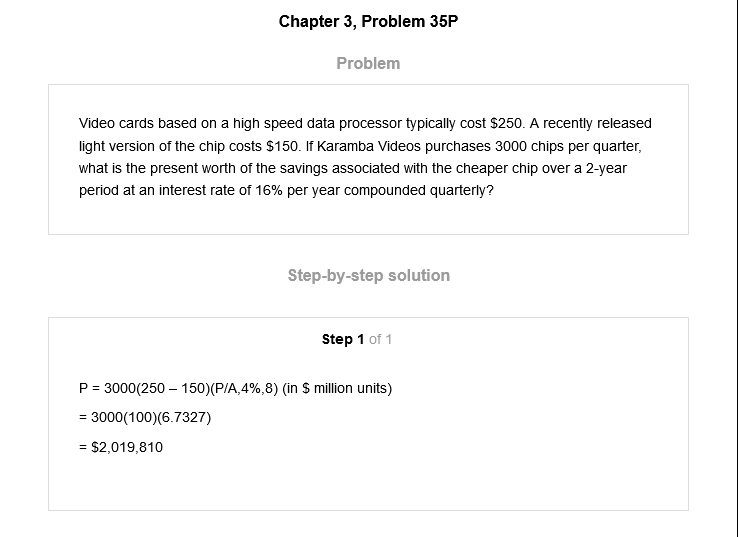 Chapter 3, Problem 35P
Problem
Video cards based on a high speed data processor typically cost $250. A recently released
light version of the chip costs $150. If Karamba Videos purchases 3000 chips per quarter,
what is the present worth of the savings associated with the cheaper chip over a 2-year
period at an interest rate of 16% per year compounded quarterly?
Step-by-step solution
Step 1 of 1
P = 3000(250 – 150)(P/A,4%,8) (in $ million units)
= 3000(100)(6.7327)
= $2,019,810